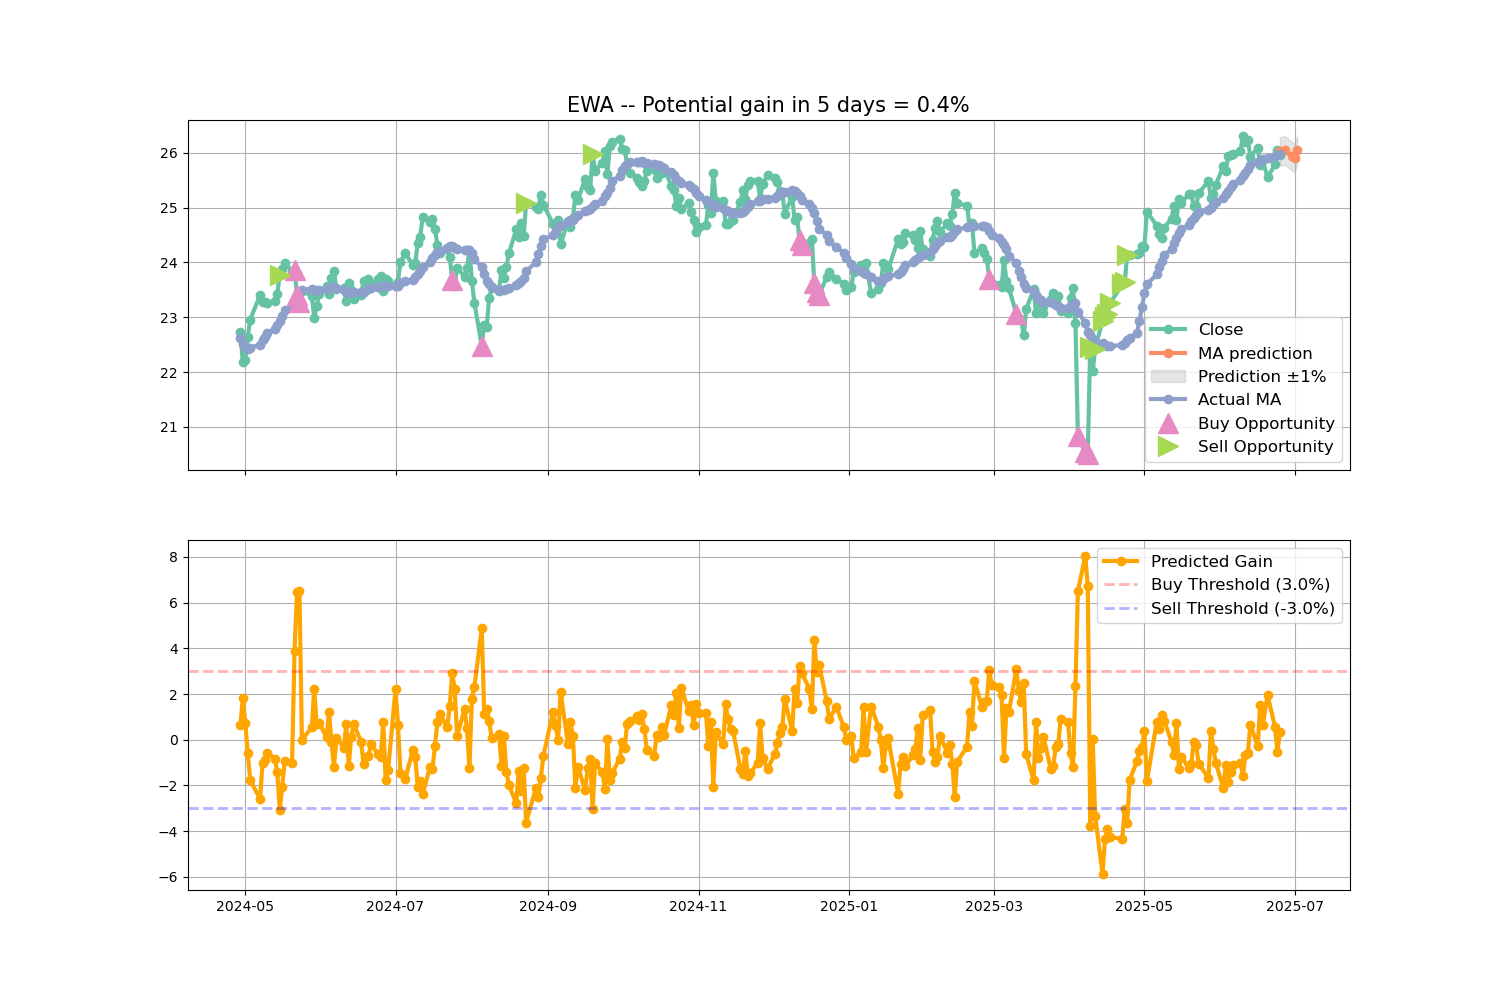 EWA -- Potential gain in 5 days = 0.4%
26
25
24
23
22
21
Close
MA prediction
Prediction ±1%
Actual MA
Buy Opportunity
Sell Opportunity
8
6
4
2
0
−2
−4
−6
Predicted Gain
Buy Threshold (3.0%)
Sell Threshold (-3.0%)
2024-05 2024-07 2024-09 2024-11 2025-01 2025-03 2025-05 2025-07